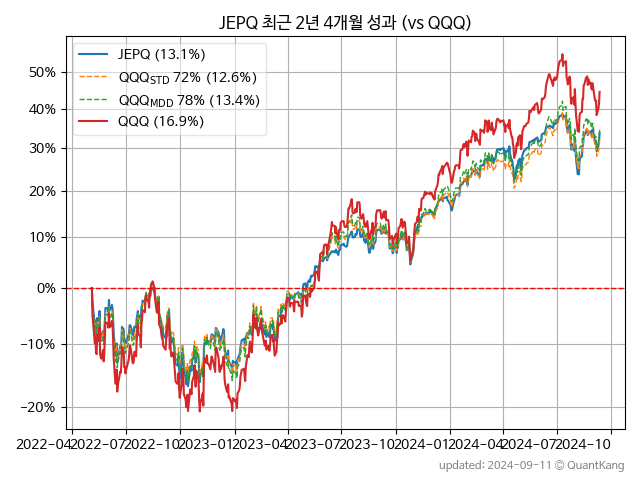 JEPQ 최근 2년 4개월 성과 (vs QQQ)
JEPQ (13.1%)
QQQSTD 72% (12.6%)
QQQMDD 78% (13.4%)
QQQ (16.9%)
50%
40%
30%
20%
10%
0%
−10%
−20%
2022-04 2022-07 2022-10 2023-01 2023-04 2023-07 2023-10 2024-01 2024-04 2024-07 2024-10
updated: 2024-09-11 © QuantKang